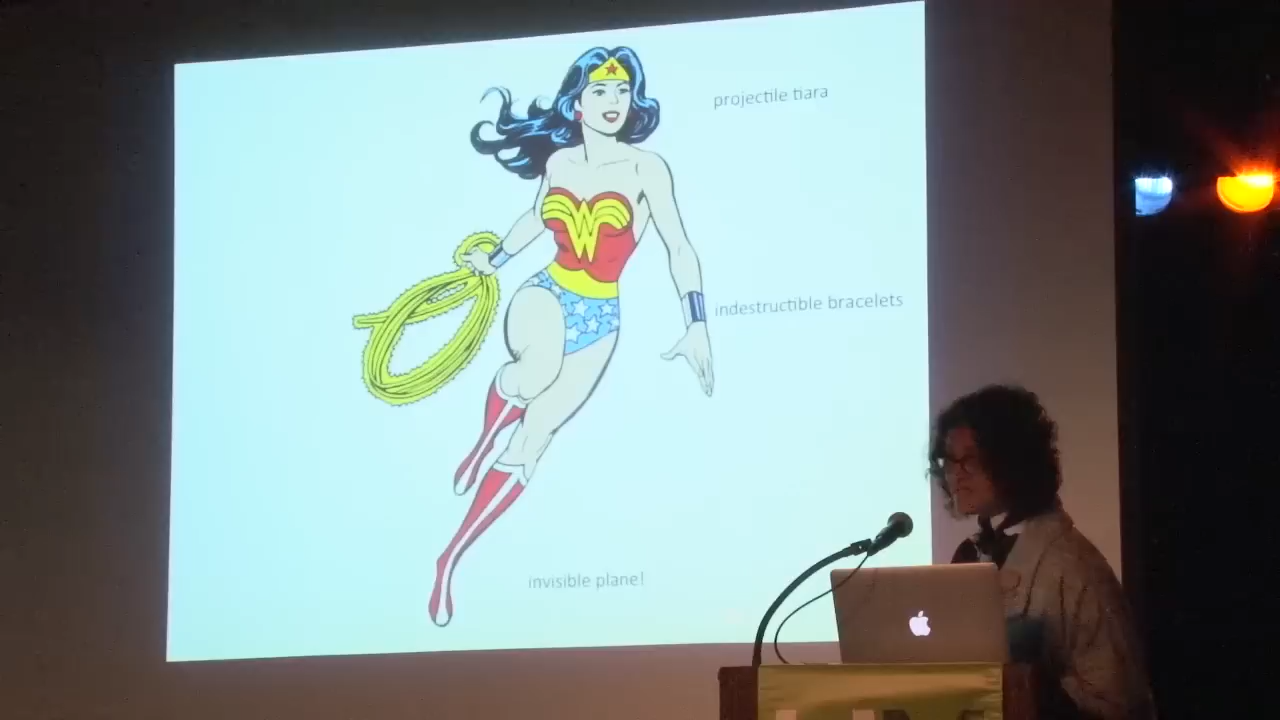 projectile tiara
W
indestructible bracelets
invisible plane!